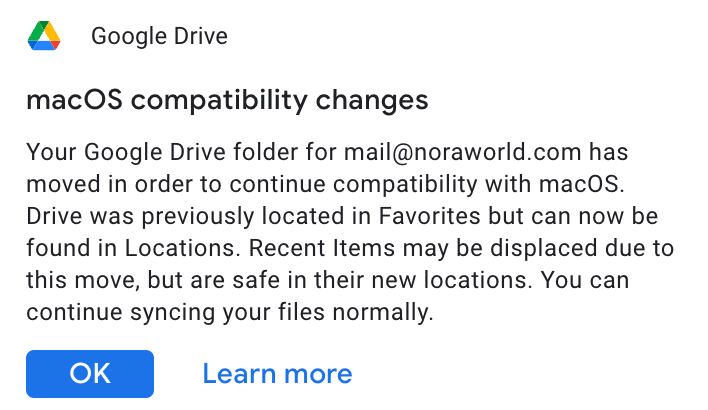 Google Drive
macOS compatibility changes
Your Google Drive folder for mail@noraworld.com has
moved in order to continue compatibility with macOS.
Drive was previously located in Favorites but can now be
found in Locations. Recent Items may be displaced due to
this move, but are safe in their new locations. You can
continue syncing your files normally.
OK
Learn more